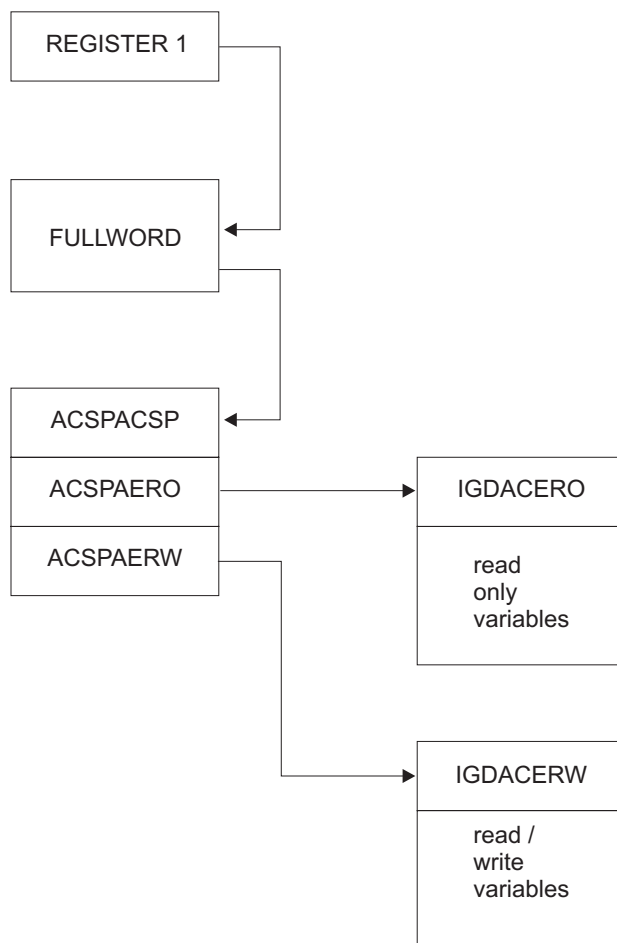 REGISTER 1
FULLWORD
ACSPACSP
ACSPAERO
IGDACERO
ACSPAERW
read
only
variables
IGDACERW
read /
write
variables